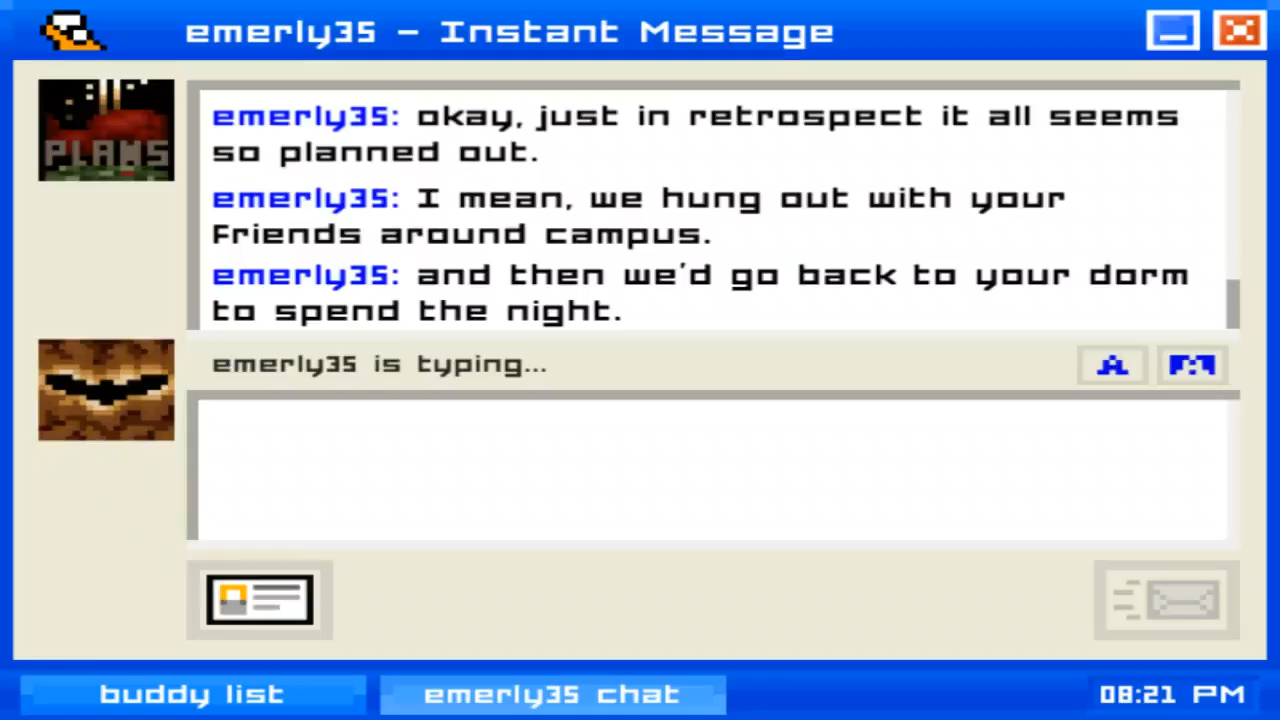 emerly35 - Instant Message
PLANS
emerly35: okay, just in retrospect it all seems
so planned out.
emerly35: I mean, we hung out with your
Friends around campus.
emerly35: and then we'd go back to your dorm
to spend the night.
emerly35 is typing...
A
buddy list
emerly35 chat
08:21 PM